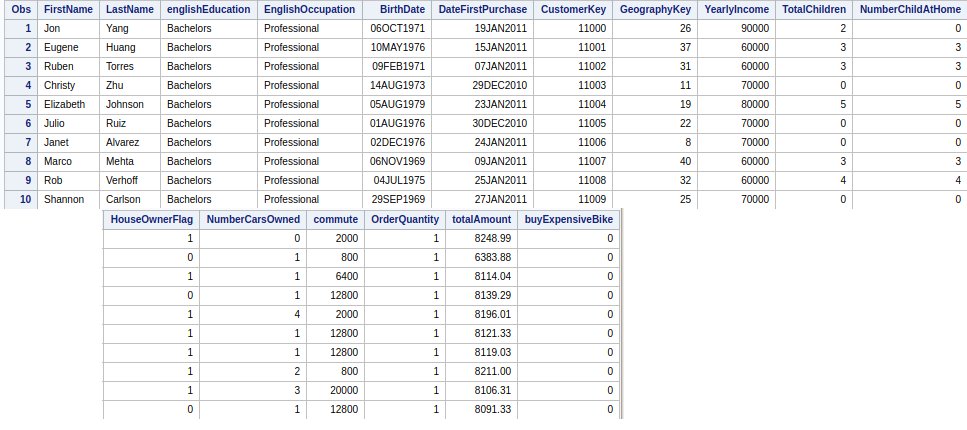 Obs FirstName LastName englishEducation EnglishOccupation BirthDate DateFirstPurchase CustomerKey GeographyKey YearlyIncome TotalChildren NumberChildAtHome
1 Jon Yang Bachelors Professional 06OCT1971 19JAN2011 11000 26 90000 2 0
2 Eugene Huang Bachelors Professional 10MAY1976 15JAN2011 11001 37 60000 3 3
3 Ruben Torres Bachelors Professional 09FEB1971 07JAN2011 11002 31 60000 3 3
4 Christy Zhu Bachelors Professional 14AUG1973 29DEC2010 11003 11 70000 0 0
5 Elizabeth Johnson Bachelors Professional 05AUG1979 23JAN2011 11004 19 80000 5 5
6 Julio Ruiz Bachelors Professional 01AUG1976 30DEC2010 11005 22 70000 0 0
7 Janet Alvarez Bachelors Professional 02DEC1976 24JAN2011 11006 8 70000 0 0
8 Marco Mehta Bachelors Professional 06NOV1969 09JAN2011 11007 40 60000 3 3
9 Rob Verhoff Bachelors Professional 04JUL1975 25JAN2011 11008 32 60000 4 4
10 Shannon Carlson Bachelors Professional 29SEP1969 27JAN2011 11009 25 70000 0 0
HouseOwnerFlag NumberCarsOwned commute OrderQuantity totalAmount buyExpensiveBike
1 0 2000 1 8248.99 0
0 1 800 1 6383.88 0
1 1 6400 1 8114.04 0
0 1 12800 1 8139.29 0
1 4 2000 1 8196.01 0
1 1 12800 1 8121.33 0
1 1 12800 1 8119.03 0
1 2 800 1 8211.00 0
1 3 20000 1 8106.31 0
0 1 12800 1 8091.33 0